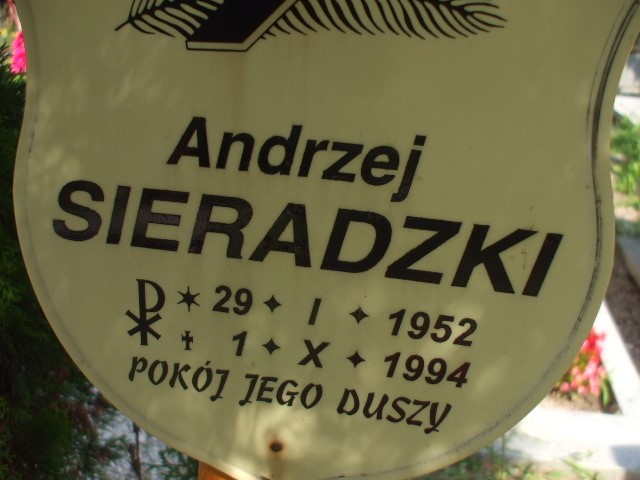 Andrzej
SIERADZKI
* 29 ✦ I ✦ 1952
✝ 1 ✦ X ✦ 1994
POKÓJ JEGO DUSZY